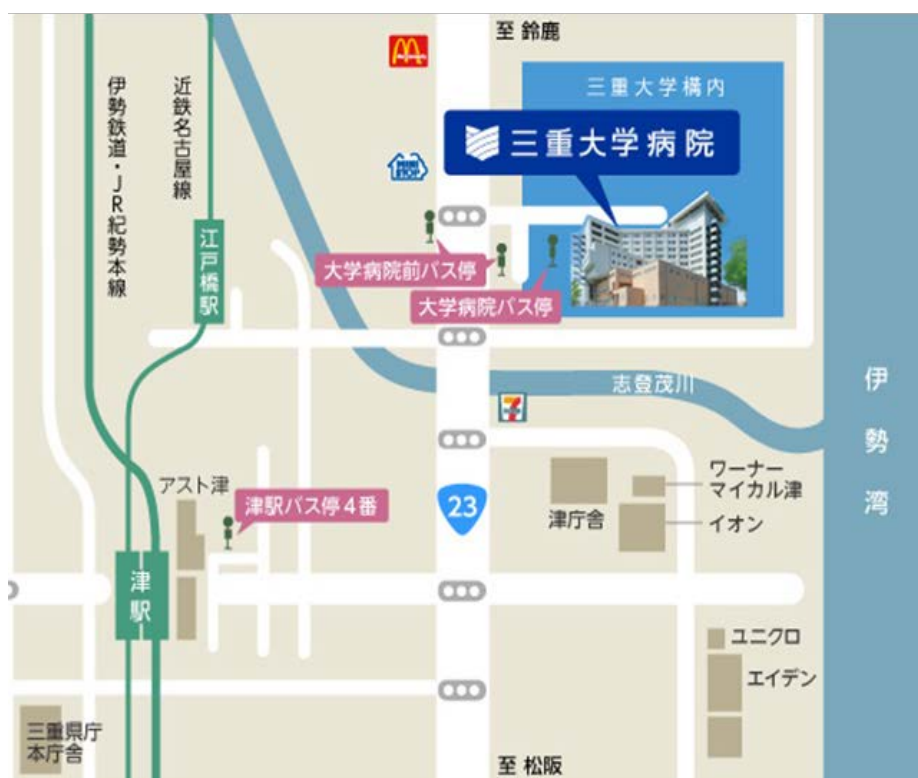 至 鈴鹿
三重大学構内
三重大学病院
伊勢鉄道・JR紀勢本線
近鉄名古屋線
MINI
STOP
江戸橋駅
大学病院前バス停
大学病院バス停
志登茂川
伊勢湾
7
アスト津
津駅バス停4番
23
津庁舎
ワーナー
マイカル津
イオン
津駅
ユニクロ
エイデン
三重県庁
本庁舎
至 松阪